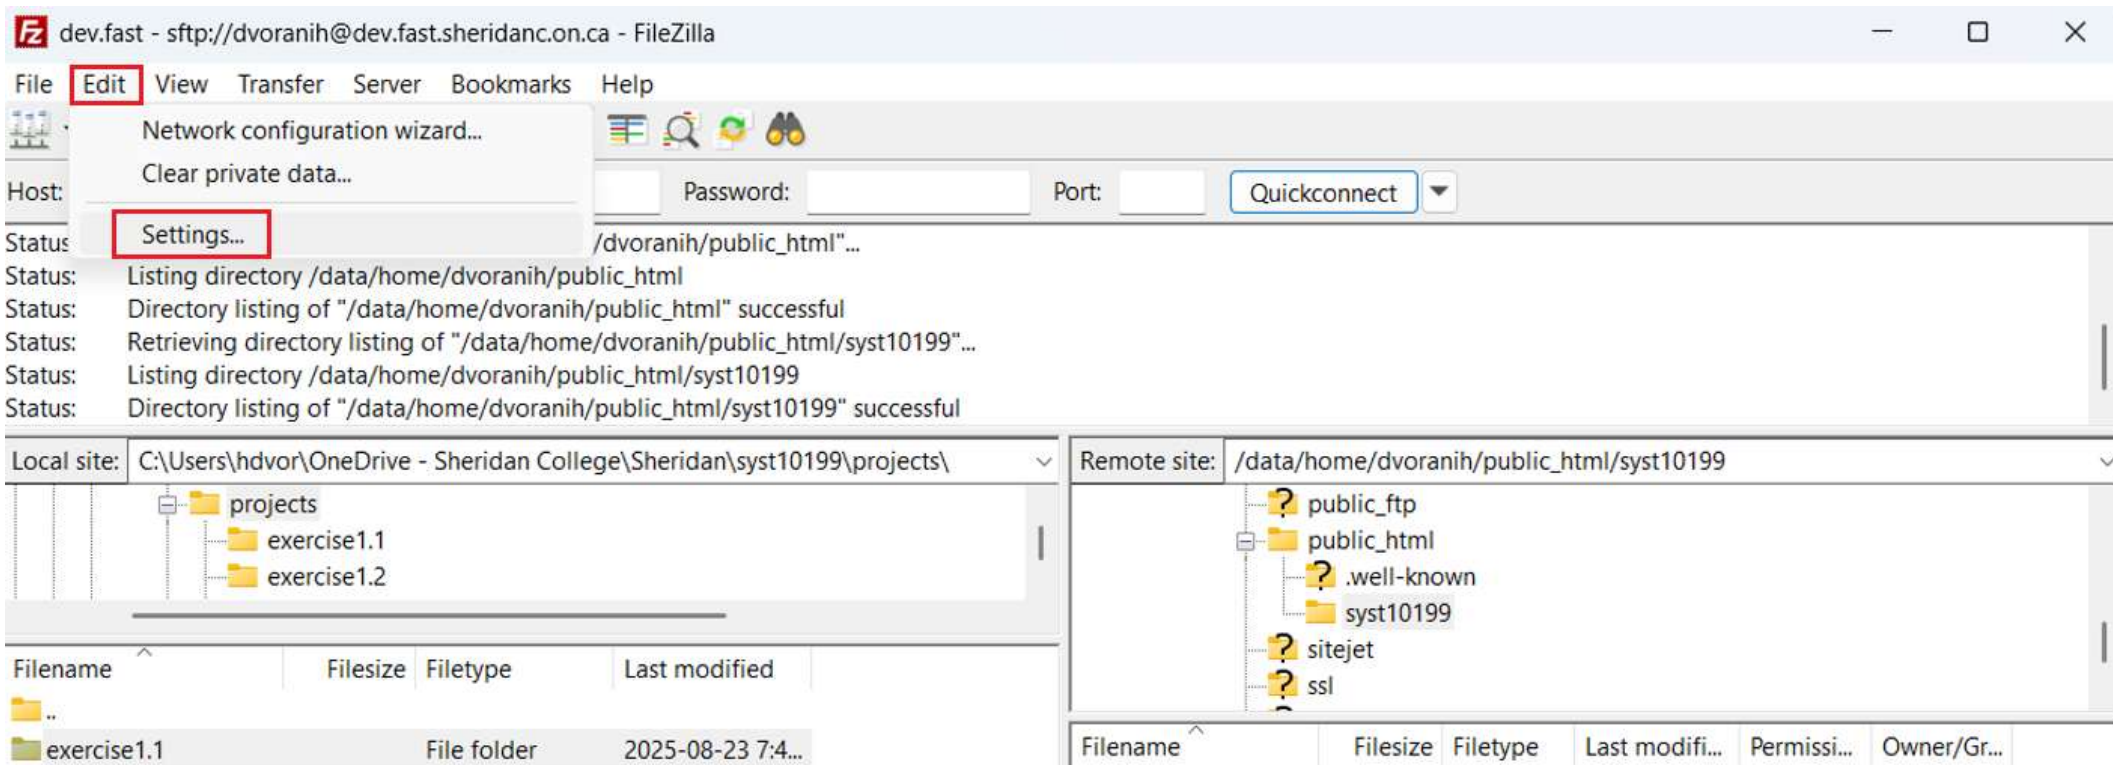 dev.fast - sftp://dvoranih@dev.fast.sheridanc.on.ca - FileZilla
File Edit View Transfer Server Bookmarks Help
Network configuration wizard...
Clear private data...
Settings...
Host: Password: Port: Quickconnect
Status /dvoranih/public_html"...
Status: Listing directory /data/home/dvoranih/public_html
Status: Directory listing of "/data/home/dvoranih/public_html" successful
Status: Retrieving directory listing of "/data/home/dvoranih/public_html/syst10199"...
Status: Listing directory /data/home/dvoranih/public_html/syst10199
Status: Directory listing of "/data/home/dvoranih/public_html/syst10199" successful
Local site: C:\Users\hdvor\OneDrive - Sheridan College\Sheridan\syst10199\projects\
projects
exercise1.1
exercise1.2
Filename Filesize Filetype Last modified
..
exercise1.1 File folder 2025-08-23 7:4...
Remote site: /data/home/dvoranih/public_html/syst10199
public_ftp
public_html
.well-known
syst10199
sitejet
ssl
Filename Filesize Filetype Last modifi... Permissi... Owner/Gr...